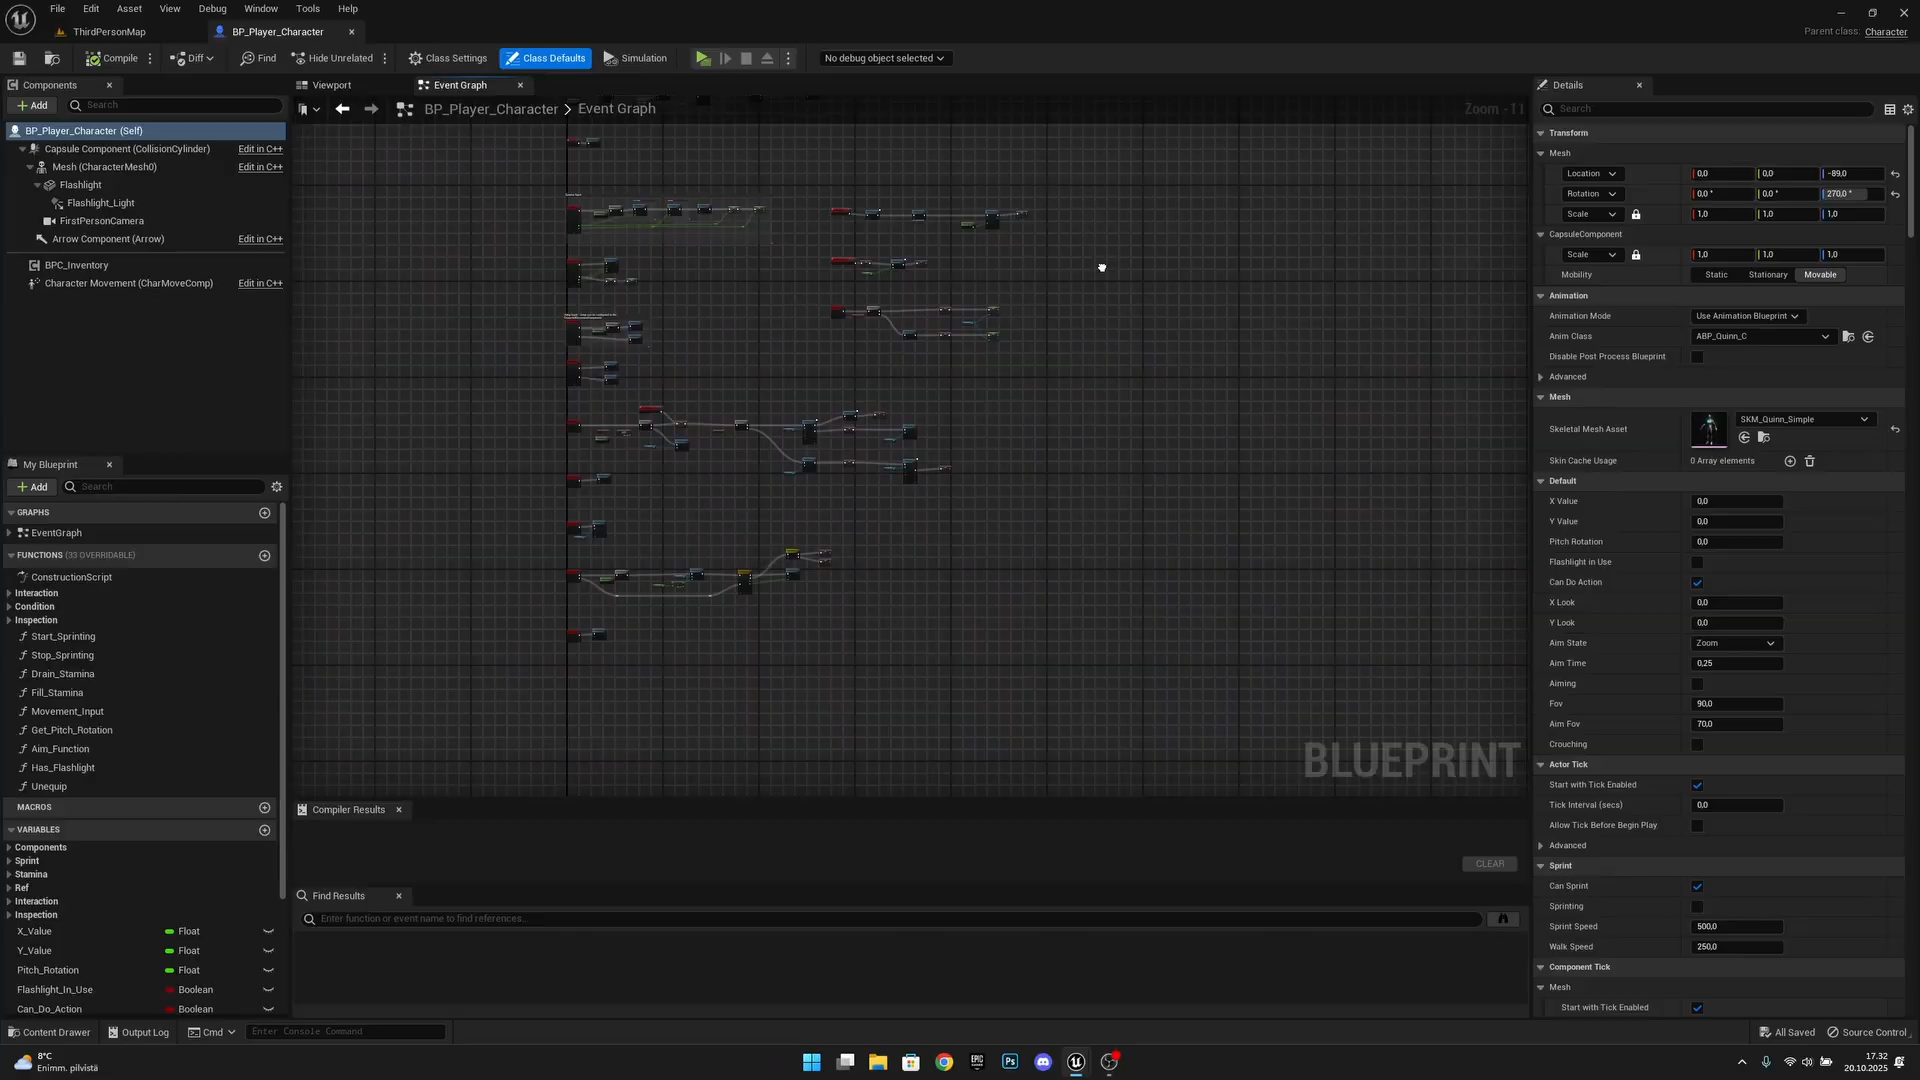 File Edit Asset View Debug Window Tools Help
ThirdPersonMap
BP_Player_Character
Parent class: Character
Compile
Diff
Find
Hide Unrelated
Class Settings
Class Defaults
Simulation
No debug object selected
Components
Add
Search
BP_Player_Character (Self)
Capsule Component (CollisionCylinder) Edit in C++
Mesh (CharacterMesh0) Edit in C++
Flashlight
Flashlight_Light
FirstPersonCamera
Arrow Component (Arrow) Edit in C++
BPC_Inventory
Character Movement (CharMoveComp) Edit in C++
My Blueprint
Add
Search
GRAPHS
EventGraph
FUNCTIONS (33 OVERRIDABLE)
ConstructionScript
Interaction
Condition
Inspection
Start_Sprinting
Stop_Sprinting
Drain_Stamina
Fill_Stamina
Movement_Input
Get_Pitch_Rotation
Aim_Function
Has_Flashlight
Unequip
MACROS
VARIABLES
Components
Sprint
Stamina
Ref
Interaction
Inspection
X_Value Float
Y_Value Float
Pitch_Rotation Float
Flashlight_In_Use Boolean
Can_Do_Action Boolean
Viewport
Event Graph
BP_Player_Character > Event Graph
Zoom -11
BLUEPRINT
Compiler Results
CLEAR
Find Results
Enter function or event name to find references...
Details
Search
Transform
Mesh
Location 0,0 0,0 -89,0
Rotation 0,0 ° 0,0 ° 270,0 °
Scale 1,0 1,0 1,0
CapsuleComponent
Scale 1,0 1,0 1,0
Mobility Static Stationary Movable
Animation
Animation Mode Use Animation Blueprint
Anim Class ABP_Quinn_C
Disable Post Process Blueprint
Advanced
Mesh
Skeletal Mesh Asset SKM_Quinn_Simple
Skin Cache Usage 0 Array elements
Default
X Value 0,0
Y Value 0,0
Pitch Rotation 0,0
Flashlight in Use
Can Do Action
X Look 0,0
Y Look 0,0
Aim State Zoom
Aim Time 0,25
Aiming
Fov 90,0
Aim Fov 70,0
Crouching
Actor Tick
Start with Tick Enabled
Tick Interval (secs) 0,0
Allow Tick Before Begin Play
Advanced
Sprint
Can Sprint
Sprinting
Sprint Speed 500,0
Walk Speed 250,0
Component Tick
Mesh
Start with Tick Enabled
Content Drawer
Output Log
Cmd
Enter Console Command
All Saved
Source Control
8°C
Enimm. pilvistä
EPIC
Ps
17.32
20.10.2025